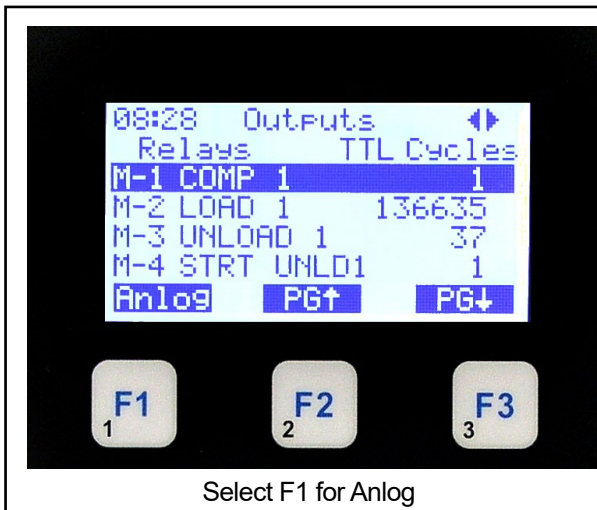 08:28 Outputs
Relays TTL Cycles
M-1 COMP 1 1
M-2 LOAD 1 136635
M-3 UNLOAD 1 37
M-4 STRT UNLD1 1
Anlog PG↑ PG↓
F1 F2 F3
1 2 3
Select F1 for Anlog